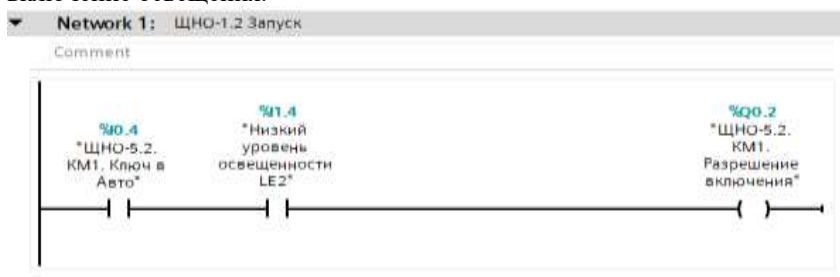 Network 1: ЩНО-1.2 Запуск
Comment
%I0.4
"ЩНО-5.2.
КМ1. Ключ в
Авто"
%I1.4
"Низкий
уровень
освещенности
LE2"
%Q0.2
"ЩНО-5.2.
КМ1.
Разрешение
включения"